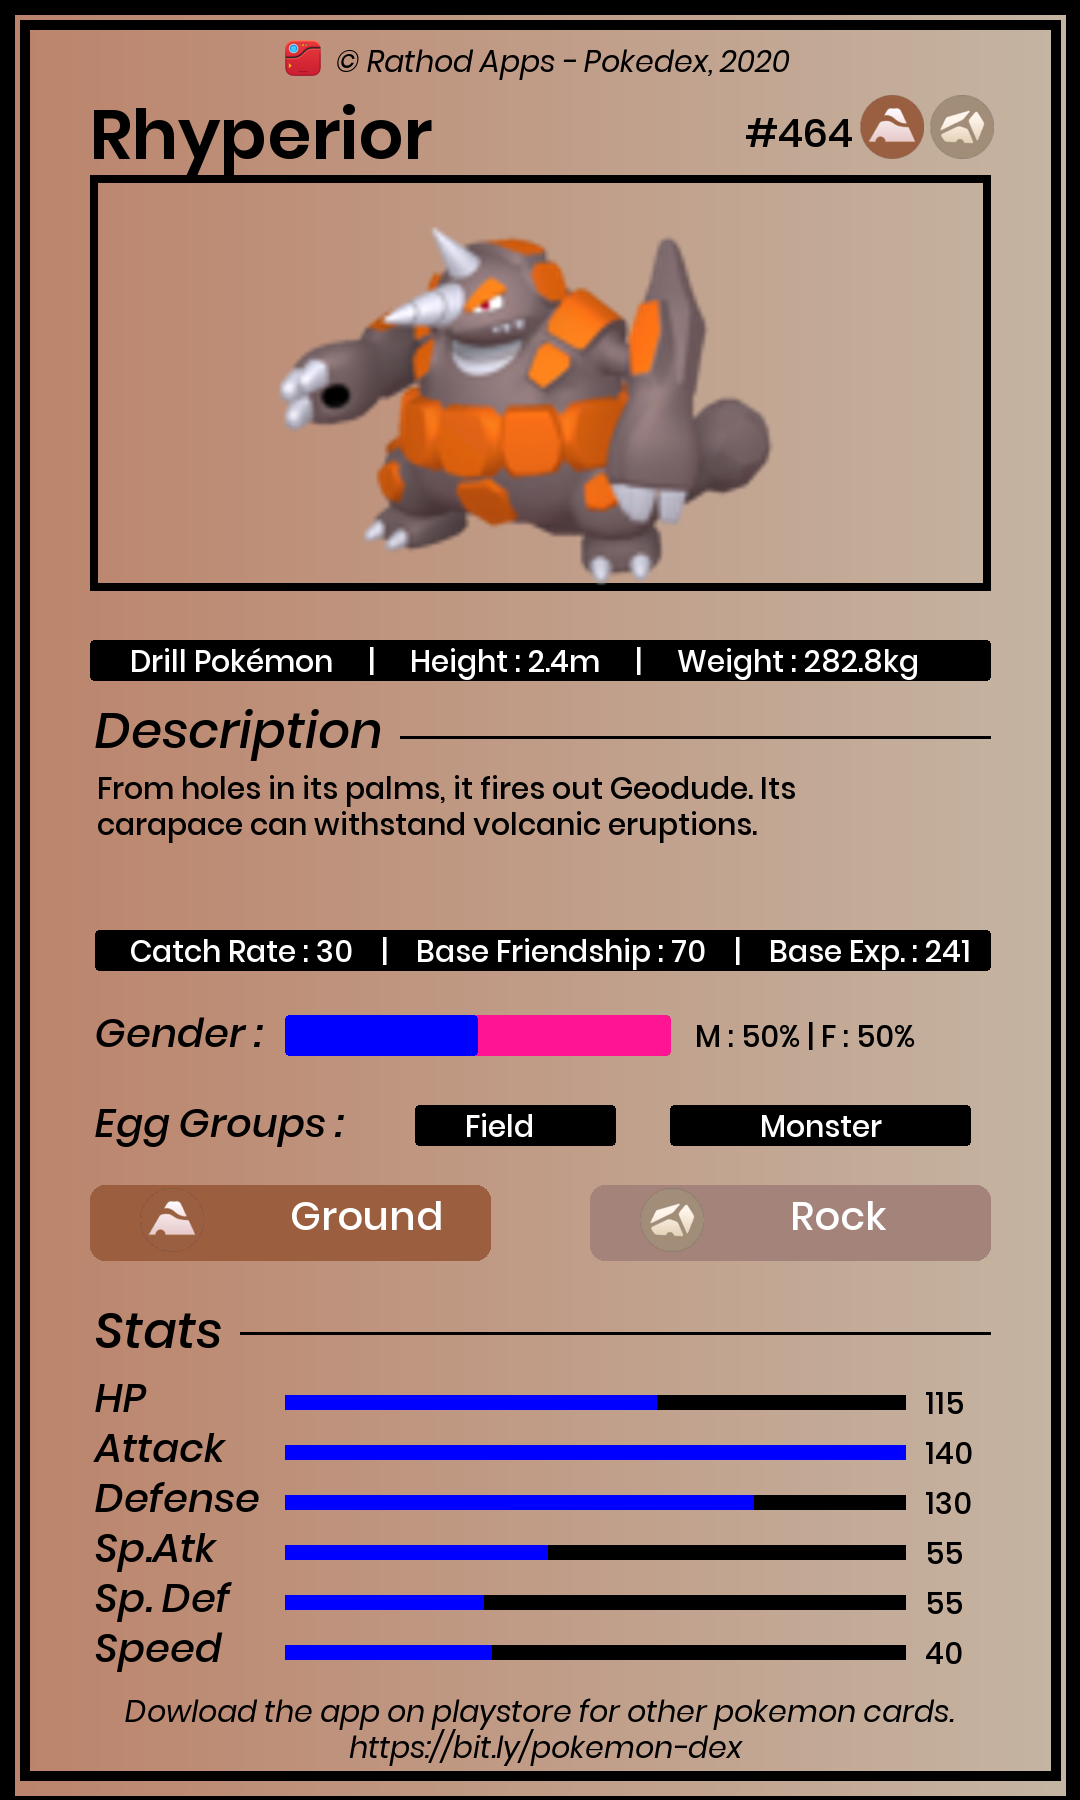 © Rathod Apps - Pokedex, 2020
Rhyperior #464
Drill Pokémon | Height : 2.4m | Weight : 282.8kg
Description
From holes in its palms, it fires out Geodude. Its
carapace can withstand volcanic eruptions.
Catch Rate : 30 | Base Friendship : 70 | Base Exp. : 241
Gender : M : 50% | F : 50%
Egg Groups : Field Monster
Ground Rock
Stats
HP 115
Attack 140
Defense 130
Sp.Atk 55
Sp. Def 55
Speed 40
Dowload the app on playstore for other pokemon cards.
https://bit.ly/pokemon-dex